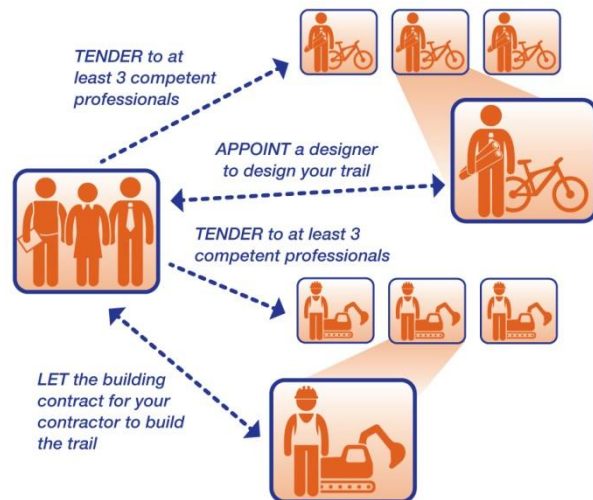 TENDER to at
least 3 competent
professionals
APPOINT a designer
to design your trail
TENDER to at least 3
competent professionals
LET the building
contract for your
contractor to build
the trail